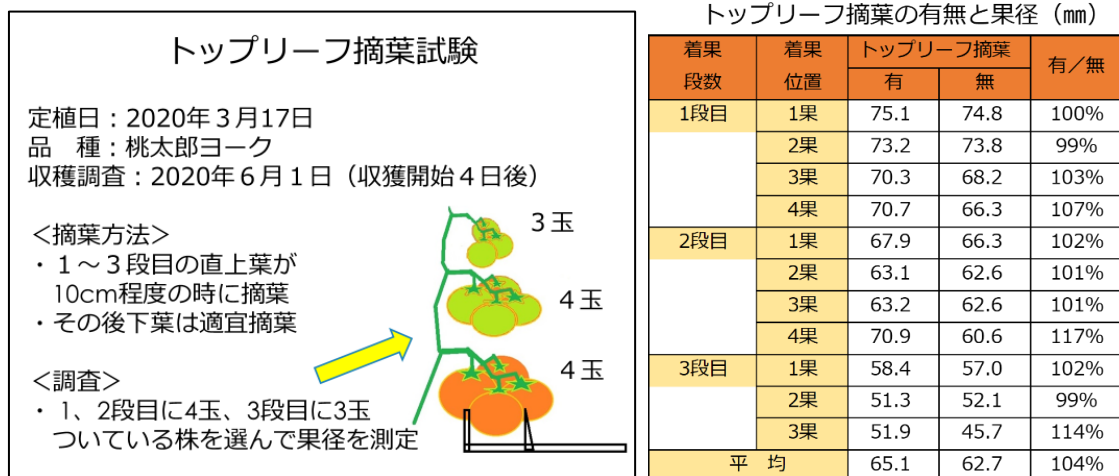 トップリーフ摘葉試験
定植日：2020年３月17日
品　種：桃太郎ヨーク
収穫調査：2020年６月１日（収獲開始４日後）
＜摘葉方法＞
・１～３段目の直上葉が
10cm程度の時に摘葉
・その後下葉は適宜摘葉
＜調査＞
・1、2段目に4玉、3段目に3玉
ついている株を選んで果径を測定
３玉
４玉
４玉
トップリーフ摘葉の有無と果径（㎜）
着果段数 着果位置 トップリーフ摘葉 有／無
有 無
1段目 1果 75.1 74.8 100%
2果 73.2 73.8 99%
3果 70.3 68.2 103%
4果 70.7 66.3 107%
2段目 1果 67.9 66.3 102%
2果 63.1 62.6 101%
3果 63.2 62.6 101%
4果 70.9 60.6 117%
3段目 1果 58.4 57.0 102%
2果 51.3 52.1 99%
3果 51.9 45.7 114%
平　均 65.1 62.7 104%